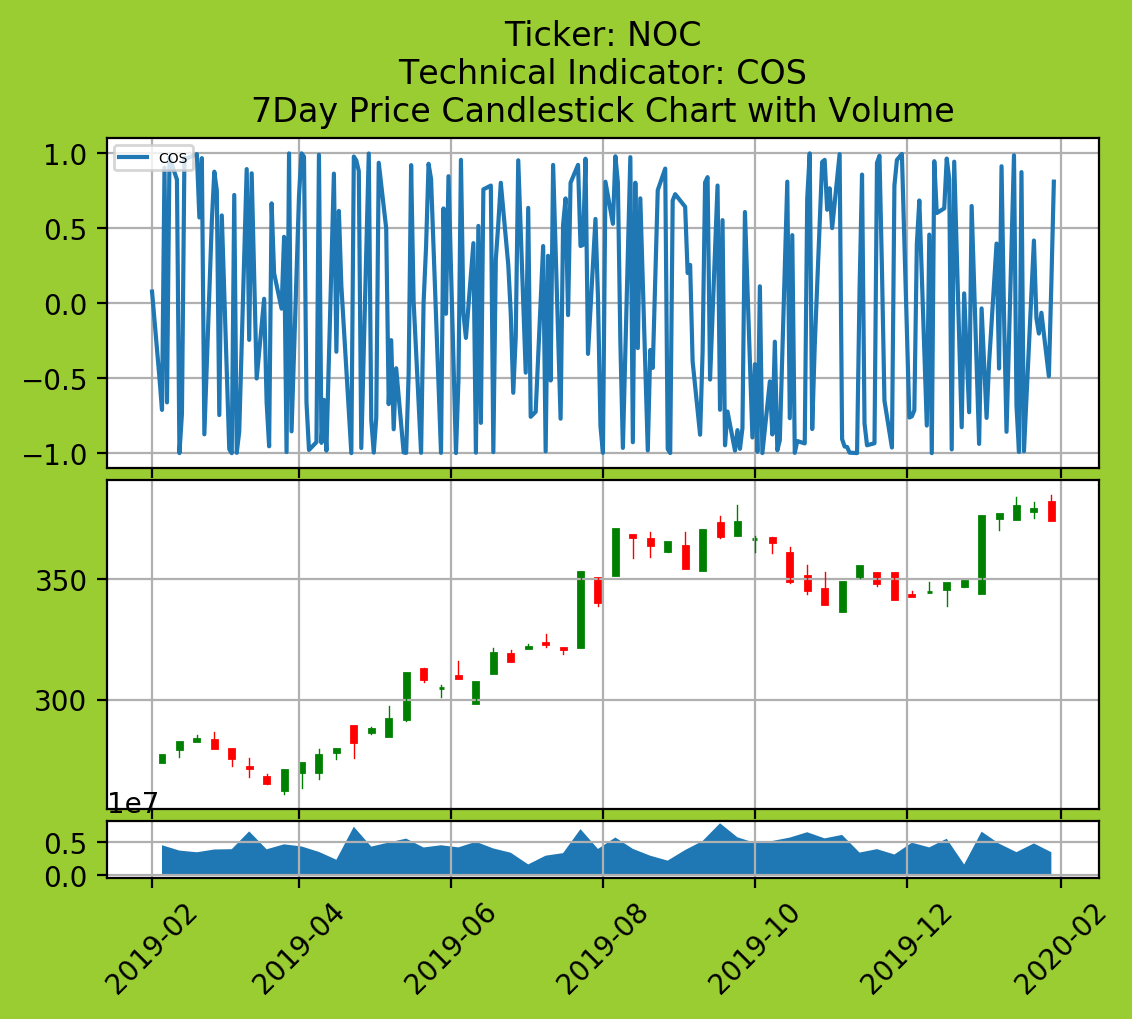 Ticker: NOC
Technical Indicator: COS
7Day Price Candlestick Chart with Volume
1.0
cos
0.5
0.0
−0.5
−1.0
350
300
1e7
0.5
0.0
2019-02 2019-04 2019-06 2019-08 2019-10 2019-12 2020-02